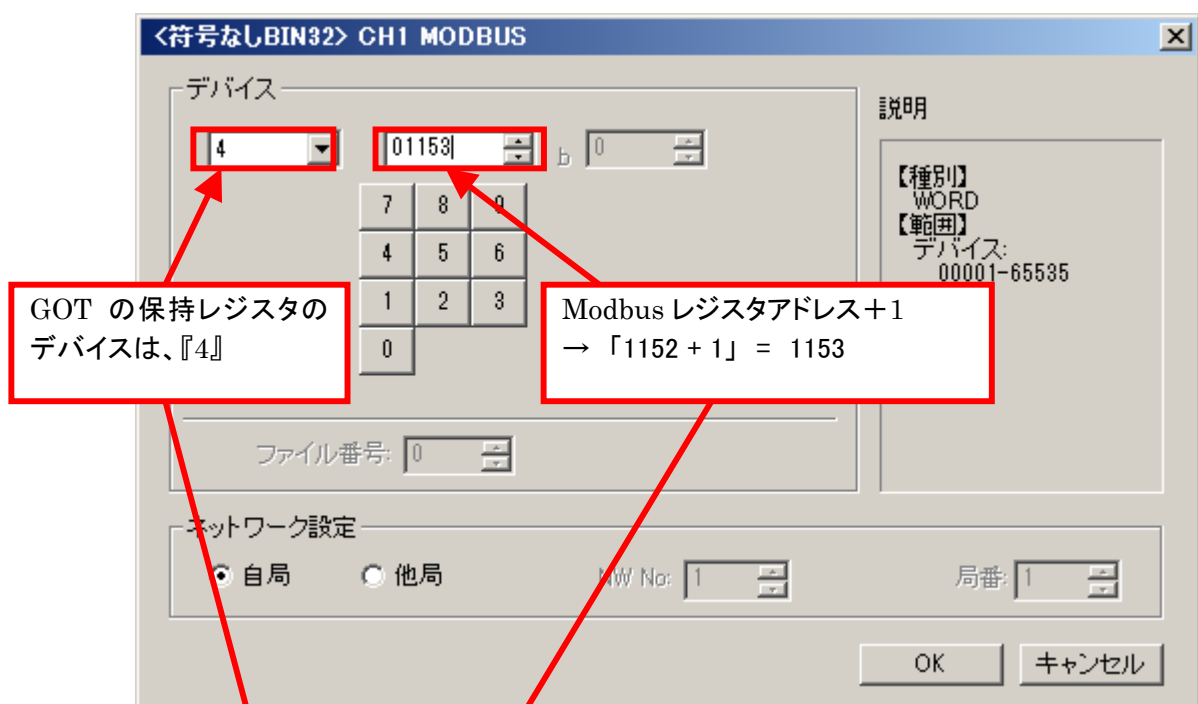 <符号なしBIN32> CH1 MODBUS
デバイス
4
01153
b
0
説明
【種別】
WORD
【範囲】
デバイス:
00001-65535
7 8 9
4 5 6
1 2 3
0
GOT の保持レジスタの
デバイスは、『4』
Modbus レジスタアドレス+1
→ 「1152 + 1」 = 1153
ファイル番号: 0
ネットワーク設定
自局 他局 NW No: 1 局番: 1
OK キャンセル